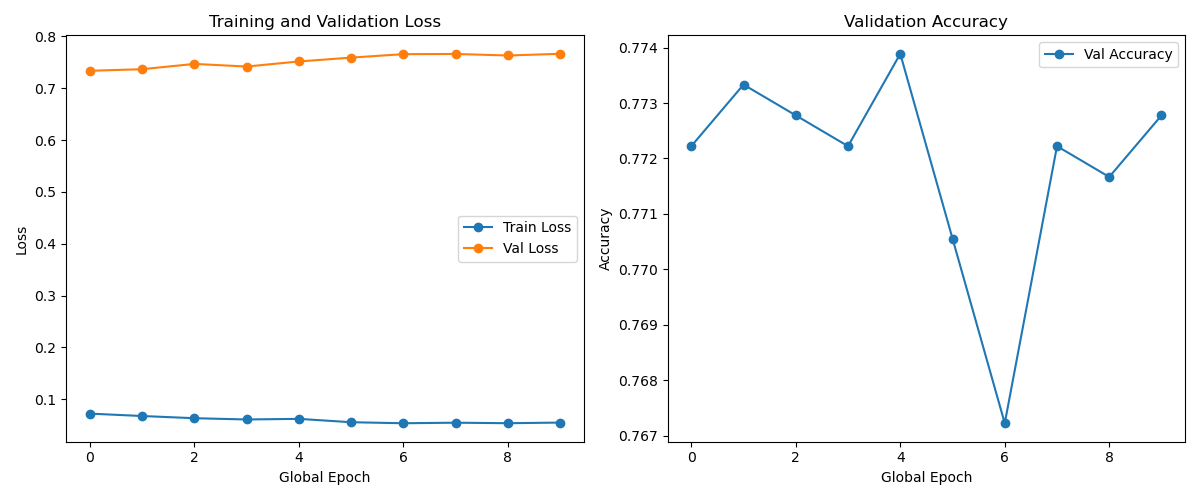 Training and Validation Loss
Loss
0.8
0.7
0.6
0.5
0.4
0.3
0.2
0.1
Train Loss
Val Loss
0 2 4 6 8
Global Epoch
Validation Accuracy
Accuracy
0.774
0.773
0.772
0.771
0.770
0.769
0.768
0.767
Val Accuracy
0 2 4 6 8
Global Epoch